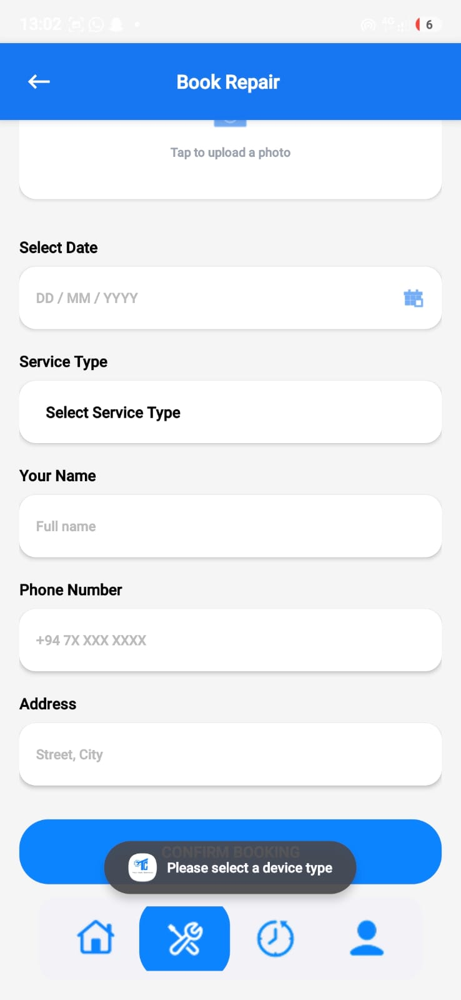 13:02
4G
6
Book Repair
Tap to upload a photo
Select Date
DD / MM / YYYY
Service Type
Select Service Type
Your Name
Full name
Phone Number
+94 7X XXX XXXX
Address
Street, City
CONFIRM BOOKING
Please select a device type